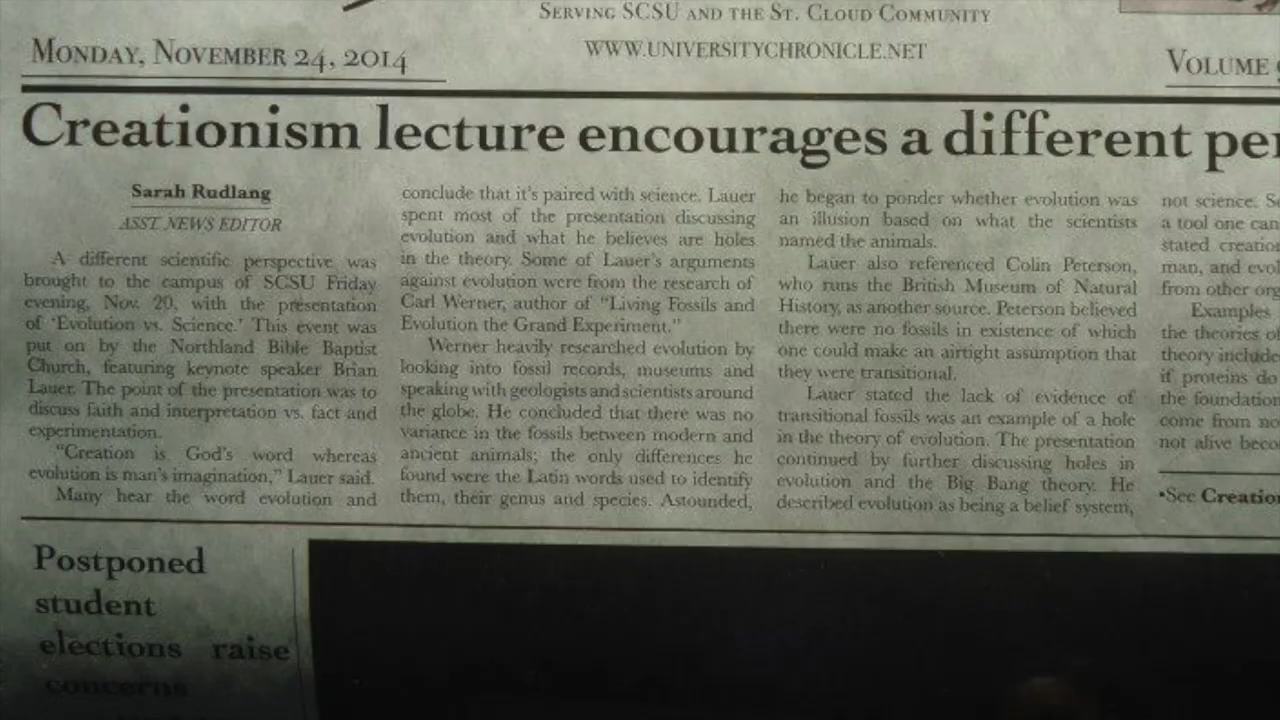 SERVING SCSU AND THE ST. CLOUD COMMUNITY
MONDAY, NOVEMBER 24, 2014
WWW.UNIVERSITYCHRONICLE.NET
VOLUME
Creationism lecture encourages a different
Sarah Rudlang
ASST. NEWS EDITOR
A different scientific perspective was
brought to the campus of SCSU Friday
evening, Nov. 20, with the presentation
of 'Evolution vs. Science.' This event was
put on by the Northland Bible Baptist
Church, featuring keynote speaker Brian
Lauer. The point of the presentation was to
discuss faith and interpretation vs. fact and
experimentation.
"Creation is God's word whereas
evolution is man's imagination," Lauer said.
Many hear the word evolution and
conclude that it's paired with science. Lauer
spent most of the presentation discussing
evolution and what he believes are holes
in the theory. Some of Lauer's arguments
against evolution were from the research of
Carl Werner, author of "Living Fossils and
Evolution the Grand Experiment."
Werner heavily researched evolution by
looking into fossil records, museums and
speaking with geologists and scientists around
the globe. He concluded that there was no
variance in the fossils between modern and
ancient animals; the only differences he
found were the Latin words used to identify
them, their genus and species. Astounded,
he began to ponder whether evolution was
an illusion based on what the scientists
named the animals.
Lauer also referenced Colin Peterson,
who runs the British Museum of Natural
History, as another source. Peterson believed
there were no fossils in existence of which
one could make an airtight assumption that
they were transitional.
Lauer stated the lack of evidence of
transitional fossils was an example of a hole
in the theory of evolution. The presentation
continued by further discussing holes in
evolution and the Big Bang theory. He
described evolution as being a belief system,
not science.
a tool one can
stated
man, and
from other
Examples
the theories
theory
if proteins do
the foundation
come from
not alive
•See
Postponed
student
elections raise
concerns